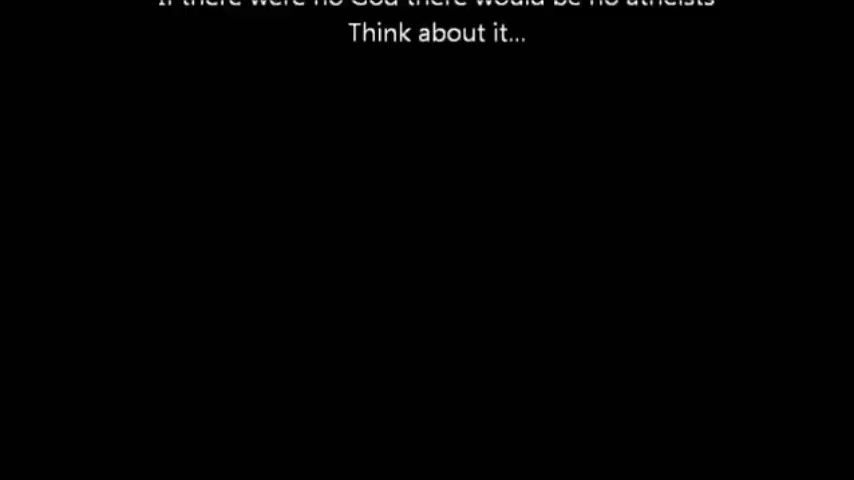 If there were no God there would be no atheists
Think about it...